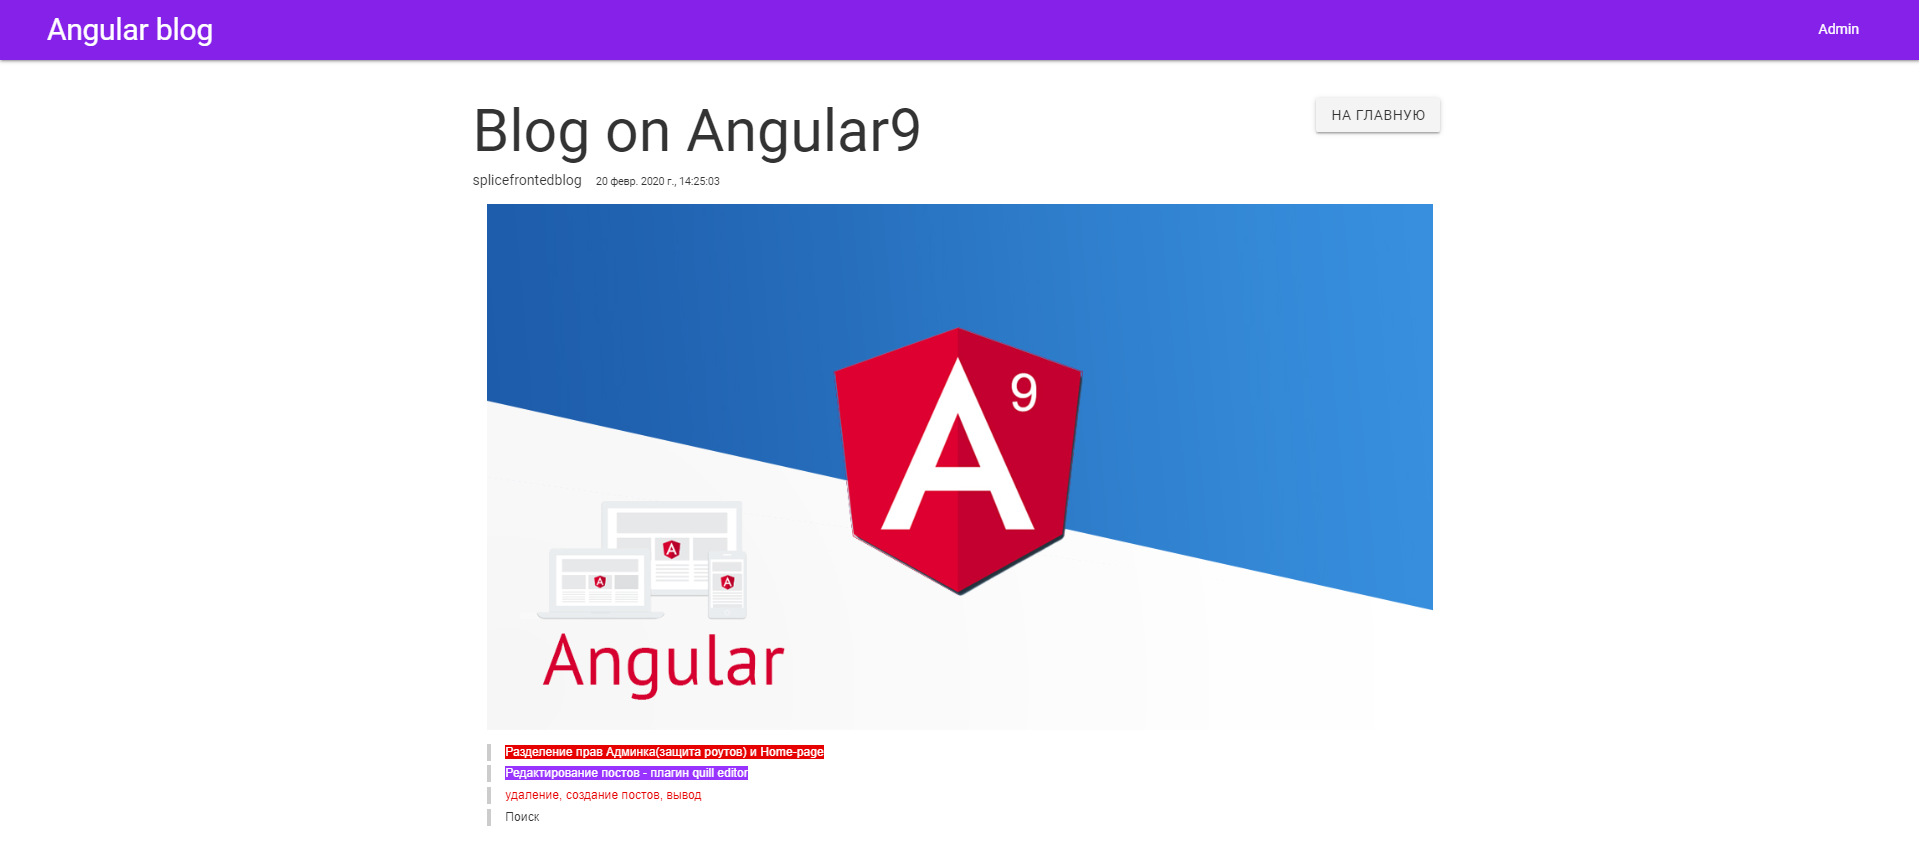 Angular blog
Admin
Blog on Angular9
НА ГЛАВНУЮ
splicefrontedblog 20 февр. 2020 г., 14:25:03
A 9
A
A
A
Angular
Разделение прав Админка(защита роутов) и Home-page
Редактирование постов - плагин quill editor
удаление, создание постов, вывод
Поиск